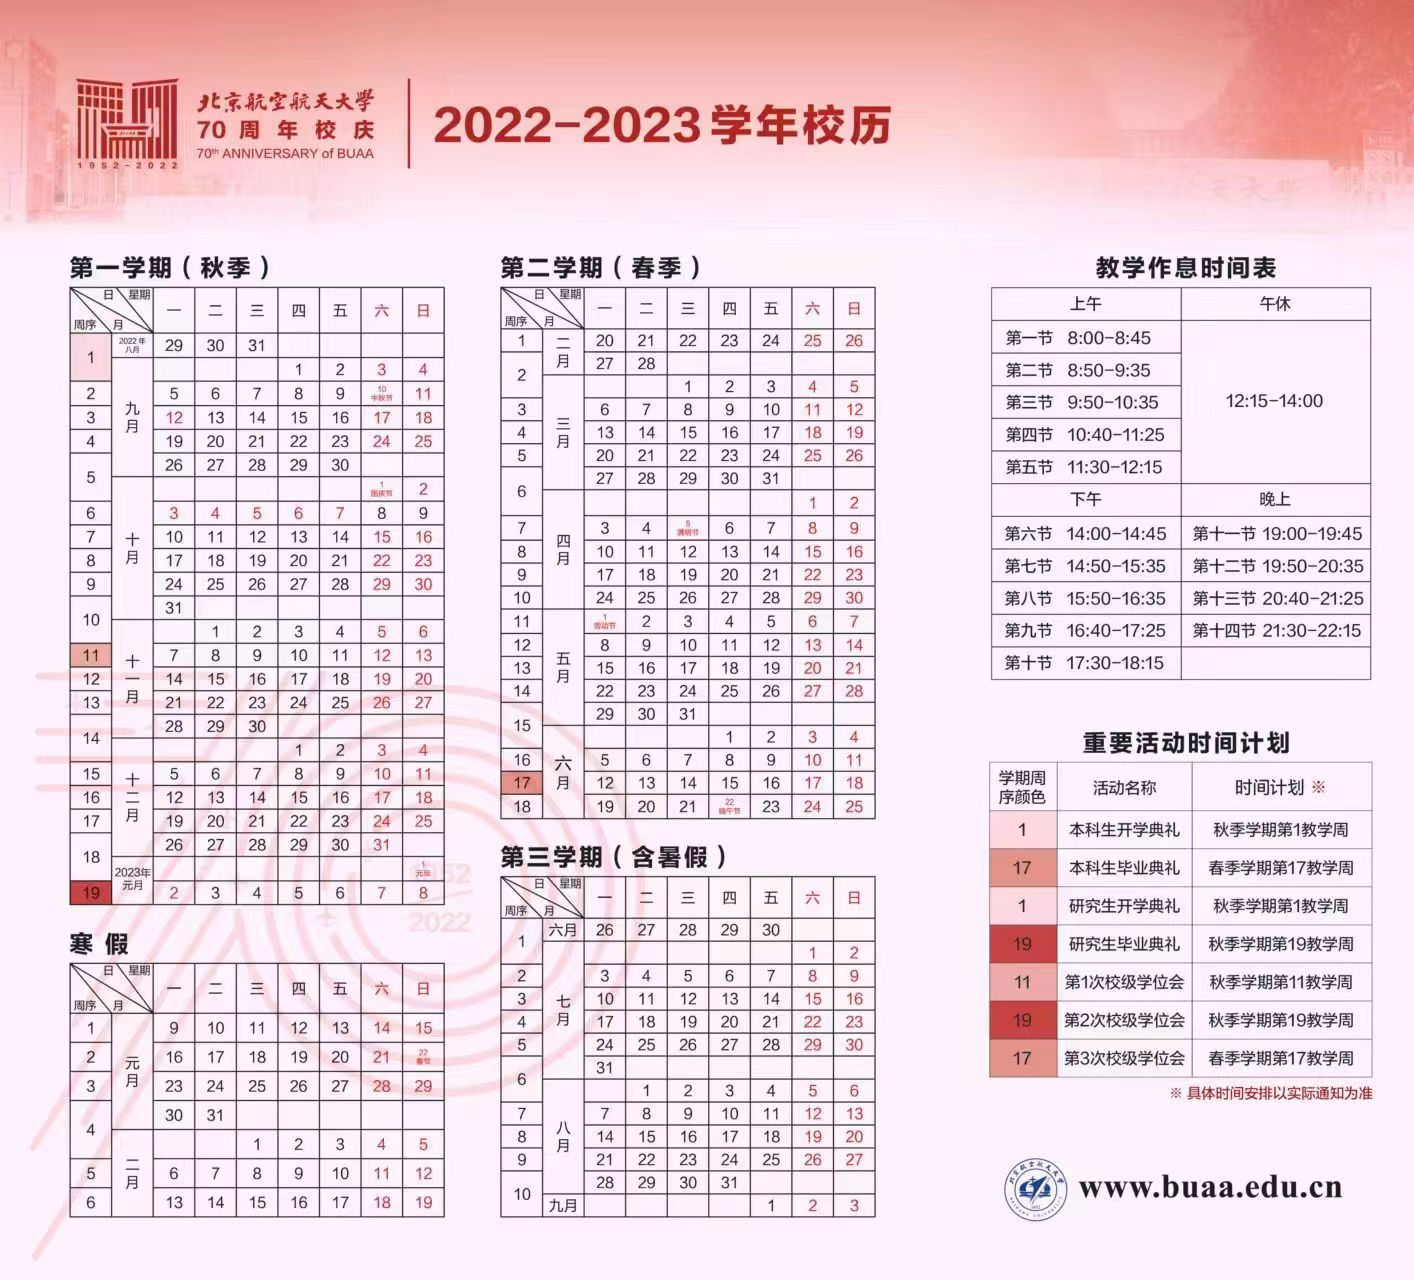 北京航空航天大学
70周年校庆
70th ANNIVERSARY of BUAA
1952-2022
2022-2023学年校历
第一学期（秋季）
日 星期 周序 月 一 二 三 四 五 六 日
1 2022年八月 29 30 31
九月 1 2 3 4
2 5 6 7 8 9 10中秋节 11
3 12 13 14 15 16 17 18
4 19 20 21 22 23 24 25
5 26 27 28 29 30
十月 1国庆节 2
6 3 4 5 6 7 8 9
7 10 11 12 13 14 15 16
8 17 18 19 20 21 22 23
9 24 25 26 27 28 29 30
10 31
十一月 1 2 3 4 5 6
11 7 8 9 10 11 12 13
12 14 15 16 17 18 19 20
13 21 22 23 24 25 26 27
14 28 29 30
十二月 1 2 3 4
15 5 6 7 8 9 10 11
16 12 13 14 15 16 17 18
17 19 20 21 22 23 24 25
18 26 27 28 29 30 31
2023年元月 1元旦
19 2 3 4 5 6 7 8
寒假
日 星期 周序 月 一 二 三 四 五 六 日
1 元月 9 10 11 12 13 14 15
2 16 17 18 19 20 21 22春节
3 23 24 25 26 27 28 29
4 30 31
二月 1 2 3 4 5
5 6 7 8 9 10 11 12
6 13 14 15 16 17 18 19
第二学期（春季）
日 星期 周序 月 一 二 三 四 五 六 日
1 二月 20 21 22 23 24 25 26
2 27 28
三月 1 2 3 4 5
3 6 7 8 9 10 11 12
4 13 14 15 16 17 18 19
5 20 21 22 23 24 25 26
6 27 28 29 30 31
四月 1 2
7 3 4 5清明节 6 7 8 9
8 10 11 12 13 14 15 16
9 17 18 19 20 21 22 23
10 24 25 26 27 28 29 30
11 五月 1劳动节 2 3 4 5 6 7
12 8 9 10 11 12 13 14
13 15 16 17 18 19 20 21
14 22 23 24 25 26 27 28
15 29 30 31
六月 1 2 3 4
16 5 6 7 8 9 10 11
17 12 13 14 15 16 17 18
18 19 20 21 22端午节 23 24 25
第三学期（含暑假）
日 星期 周序 月 一 二 三 四 五 六 日
1 六月 26 27 28 29 30
七月 1 2
2 3 4 5 6 7 8 9
3 10 11 12 13 14 15 16
4 17 18 19 20 21 22 23
5 24 25 26 27 28 29 30
6 31
八月 1 2 3 4 5 6
7 7 8 9 10 11 12 13
8 14 15 16 17 18 19 20
9 21 22 23 24 25 26 27
10 28 29 30 31
九月 1 2 3
1952
2022
教学作息时间表
上午 午休
第一节 8:00-8:45
第二节 8:50-9:35
第三节 9:50-10:35 12:15-14:00
第四节 10:40-11:25
第五节 11:30-12:15
下午 晚上
第六节 14:00-14:45 第十一节 19:00-19:45
第七节 14:50-15:35 第十二节 19:50-20:35
第八节 15:50-16:35 第十三节 20:40-21:25
第九节 16:40-17:25 第十四节 21:30-22:15
第十节 17:30-18:15
重要活动时间计划
学期周序颜色 活动名称 时间计划 ※
1 本科生开学典礼 秋季学期第1教学周
17 本科生毕业典礼 春季学期第17教学周
1 研究生开学典礼 秋季学期第1教学周
19 研究生毕业典礼 秋季学期第19教学周
11 第1次校级学位会 秋季学期第11教学周
19 第2次校级学位会 秋季学期第19教学周
17 第3次校级学位会 春季学期第17教学周
※ 具体时间安排以实际通知为准
www.buaa.edu.cn